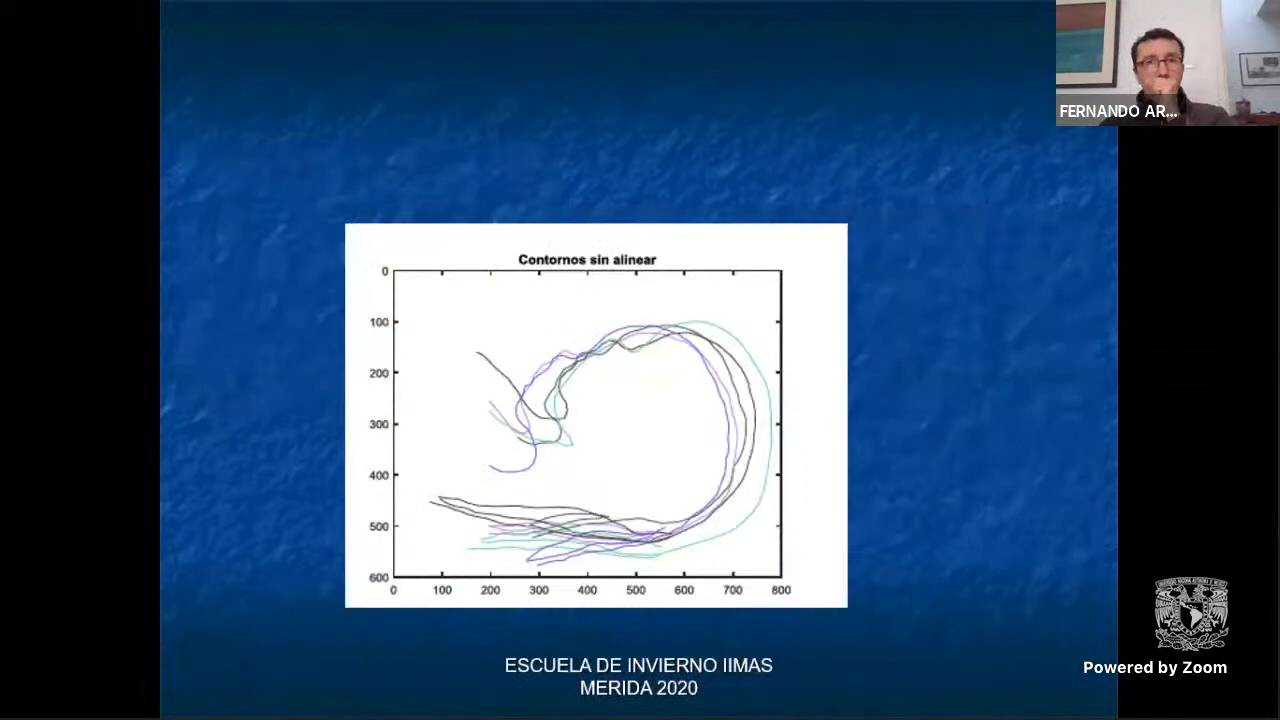 FERNANDO AR...
Contornos sin alinear
0
100
200
300
400
500
600
0 100 200 300 400 500 600 700 800
ESCUELA DE INVIERNO IIMAS
MERIDA 2020
Powered by Zoom